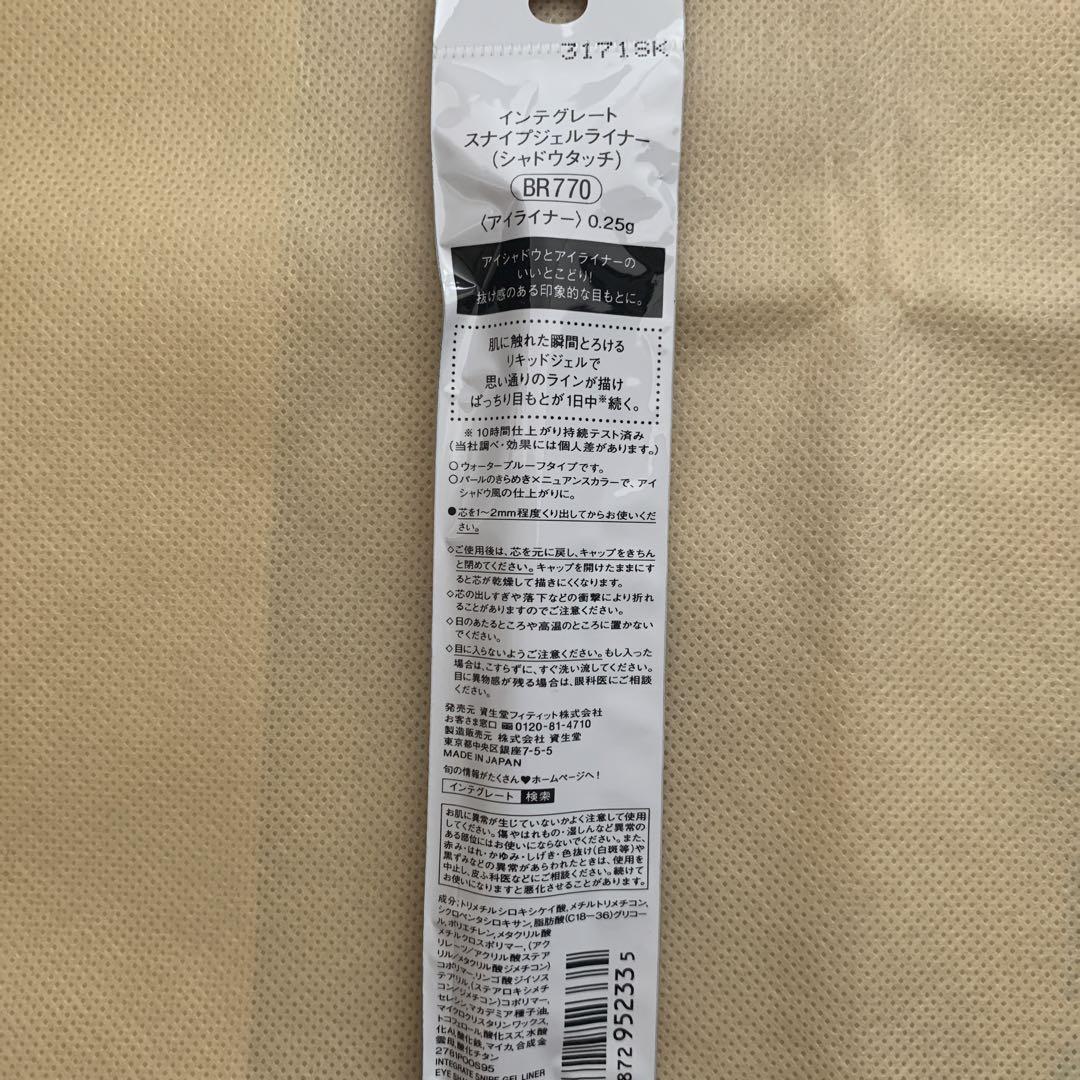 3171SK
インテグレート
スナイプジェルライナー
(シャドウタッチ)
BR770
〈アイライナー〉0.25g
アイシャドウとアイライナーの
いいとこどり!
抜け感のある印象的な目もとに。
肌に触れた瞬間とろける
リキッドジェルで
思い通りのラインが描け
ぱっちり目もとが1日中※続く。
※10時間仕上がり持続テスト済み
(当社調べ・効果には個人差があります。)
○ウォータープルーフタイプです。
○パールのきらめき×ニュアンスカラーで、アイ
シャドウ風の仕上がりに。
●芯を1～2mm程度くり出してからお使いくだ
さい。
◇ご使用後は、芯を元に戻し、キャップをきちん
と閉めてください。キャップを開けたままにす
ると芯が乾燥して描きにくくなります。
◇芯の出しすぎや落下などの衝撃により折れ
ることがありますのでご注意ください。
◇日のあたるところや高温のところに置かない
でください。
◇目に入らないようご注意ください。もし入った
場合は、こすらずに、すぐ洗い流してください。
目に異物感が残る場合は、眼科医にご相談
ください。
発売元 資生堂フィティット株式会社
お客さま窓口 0120-81-4710
製造販売元 株式会社 資生堂
東京都中央区銀座7-5-5
MADE IN JAPAN
旬の情報がたくさん♥ホームページへ!
インテグレート 検索
お肌に異常が生じていないかよく注意して使用
してください。傷やはれもの・湿しんなど異常の
ある部位にはお使いにならないでください。また、
赤み・はれ・かゆみ・しげき・色抜け(白斑等)や
黒ずみなどの異常があらわれたときは、使用を
中止し、皮ふ科医などにご相談ください。続けて
お使いになりますと悪化させることがあります。
成分:トリメチルシロキシケイ酸,メチルトリメチコン,
シクロペンタシロキサン,脂肪酸(C18-36)グリコー
ル,ポリエチレン,メタクリル酸
メチルクロスポリマー,(アク
リレーツ/アクリル酸ステア
リル/メタクリル酸ジメチコン)
コポリマー,リンゴ酸ジイソス
テアリル,(ステアロキシメチ
コン/ジメチコン)コポリマー,
セレシン,マカデミア種子油,
マイクロクリスタリンワックス,
トコフェロール,酸化スズ,水酸
化Al,酸化鉄,マイカ,合成金
雲母,酸化チタン
27BIP00S95
INTEGRATE SNIPE GEL LINER
872 952335